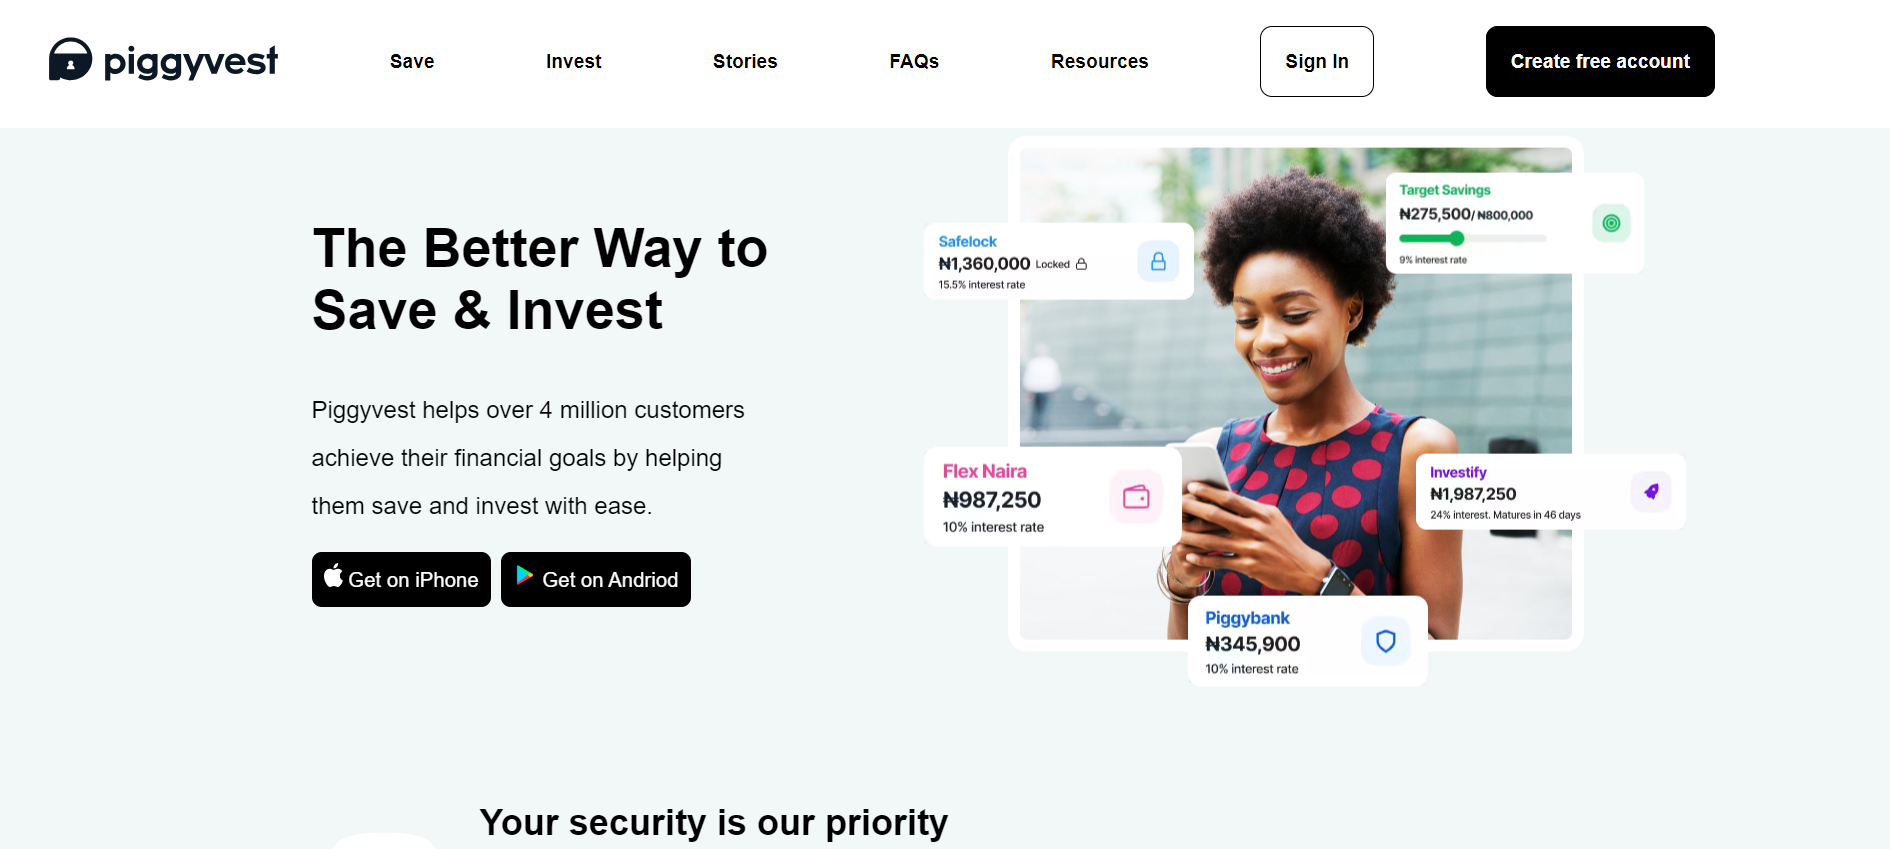 piggyvest
Save
Invest
Stories
FAQs
Resources
Sign In
Create free account
The Better Way to
Save & Invest
Piggyvest helps over 4 million customers
achieve their financial goals by helping
them save and invest with ease.
Get on iPhone
Get on Andriod
Safelock
₦1,360,000 Locked
15.5% interest rate
Target Savings
₦275,500/ ₦800,000
9% interest rate
Flex Naira
₦987,250
10% interest rate
Investify
₦1,987,250
24% interest. Matures in 46 days
Piggybank
₦345,900
10% interest rate
Your security is our priority